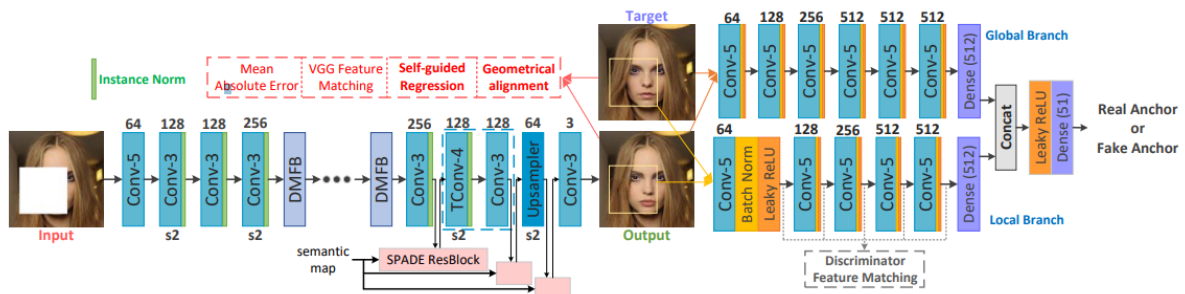 Target
64 128 256 512 512 512
Global Branch
Instance Norm
Mean Absolute Error
VGG Feature Matching
Self-guided Regression
Geometrical alignment
Conv-5 Conv-5 Conv-5 Conv-5 Conv-5 Conv-5 Dense (512)
64 128 128 256 256 128 128 64 3
Conv-5 Conv-3 Conv-3 Conv-3 DMFB DMFB Conv-3 TConv-4 Conv-3 Upsampler Conv-3
s2 s2 s2 s2
Input
Output
semantic map
SPADE ResBlock
64 128 256 512 512
Conv-5 Batch Norm Leaky ReLU Conv-5 Conv-5 Conv-5 Conv-5 Dense (512)
Local Branch
Discriminator
Feature Matching
Concat
Leaky ReLU
Dense (51)
Real Anchor
or
Fake Anchor